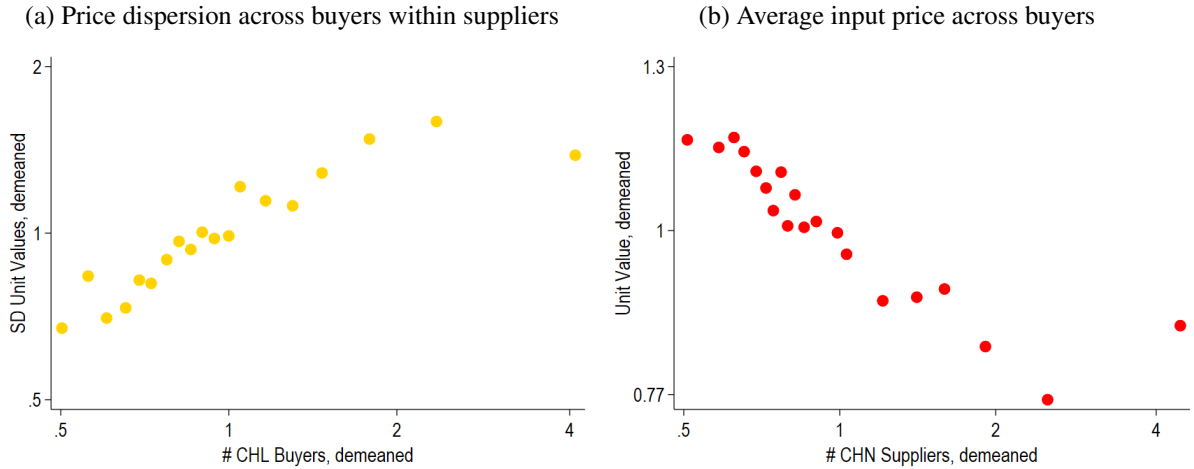 (a) Price dispersion across buyers within suppliers
2
1
.5
SD Unit Values, demeaned
.5 1 2 4
# CHL Buyers, demeaned
(b) Average input price across buyers
1.3
1
0.77
Unit Value, demeaned
.5 1 2 4
# CHN Suppliers, demeaned